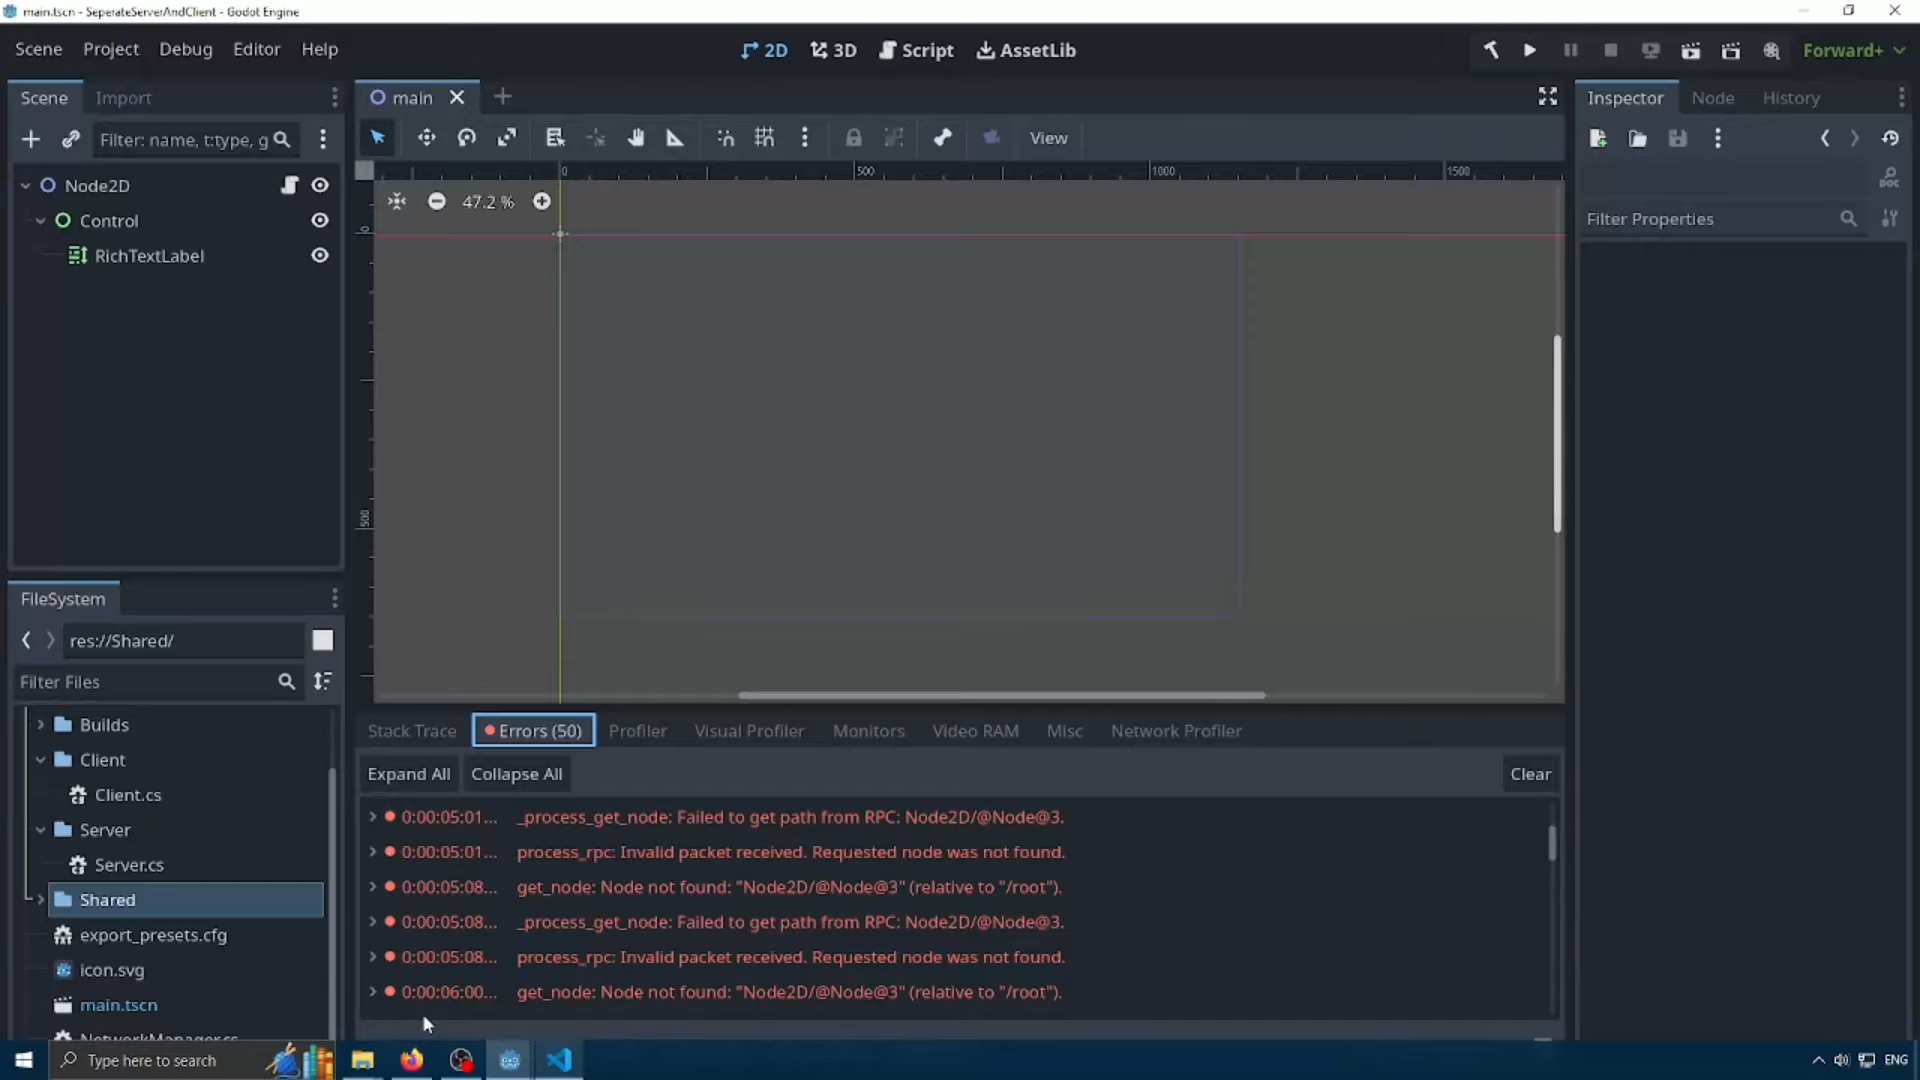 main.tscn - SeperateServerAndClient - Godot Engine
Scene Project Debug Editor Help
2D 3D Script AssetLib
Forward+
Scene Import
main
Inspector Node History
Filter: name, t:type, g
View
Node2D
Control
RichTextLabel
0 500 1000 1500
47.2 %
0
500
DOC
Filter Properties
FileSystem
res://Shared/
Filter Files
Builds
Client
Client.cs
Server
Server.cs
Shared
export_presets.cfg
icon.svg
main.tscn
NetworkManager.cs
Stack Trace Errors (50) Profiler Visual Profiler Monitors Video RAM Misc Network Profiler
Expand All Collapse All Clear
0:00:05:01... _process_get_node: Failed to get path from RPC: Node2D/@Node@3.
0:00:05:01... process_rpc: Invalid packet received. Requested node was not found.
0:00:05:08... get_node: Node not found: "Node2D/@Node@3" (relative to "/root").
0:00:05:08... _process_get_node: Failed to get path from RPC: Node2D/@Node@3.
0:00:05:08... process_rpc: Invalid packet received. Requested node was not found.
0:00:06:00... get_node: Node not found: "Node2D/@Node@3" (relative to "/root").
Type here to search
ENG